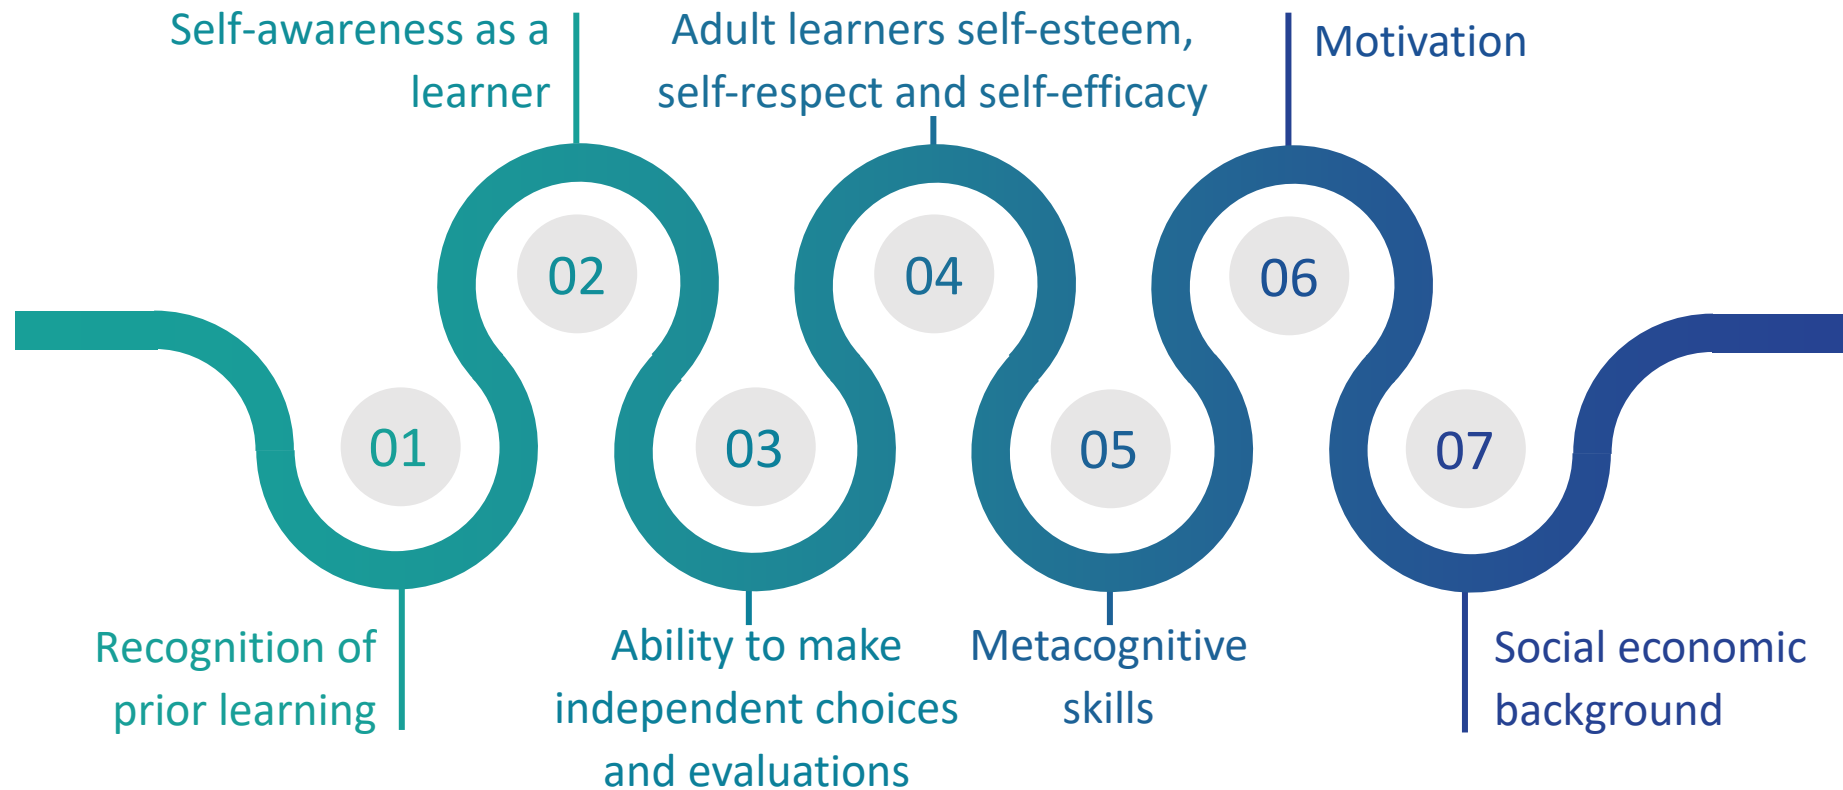 Self-awareness as a
learner
Adult learners self-esteem,
self-respect and self-efficacy
Motivation
02
04
06
01
03
05
07
Recognition of
prior learning
Ability to make
independent choices
and evaluations
Metacognitive
skills
Social economic
background